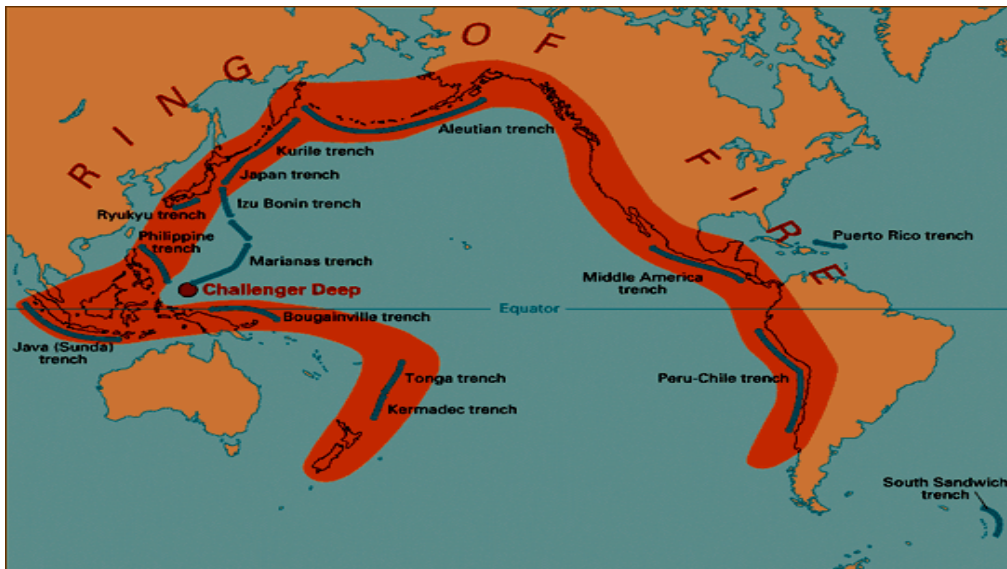 RING OF FIRE
Aleutian trench
Kurile trench
Japan trench
Izu Bonin trench
Ryukyu trench
Philippine
trench
Marianas trench
Challenger Deep
Bougainville trench
Equator
Java (Sunda)
trench
Tonga trench
Kermadec trench
Middle America
trench
Puerto Rico trench
Peru-Chile trench
South Sandwich
trench